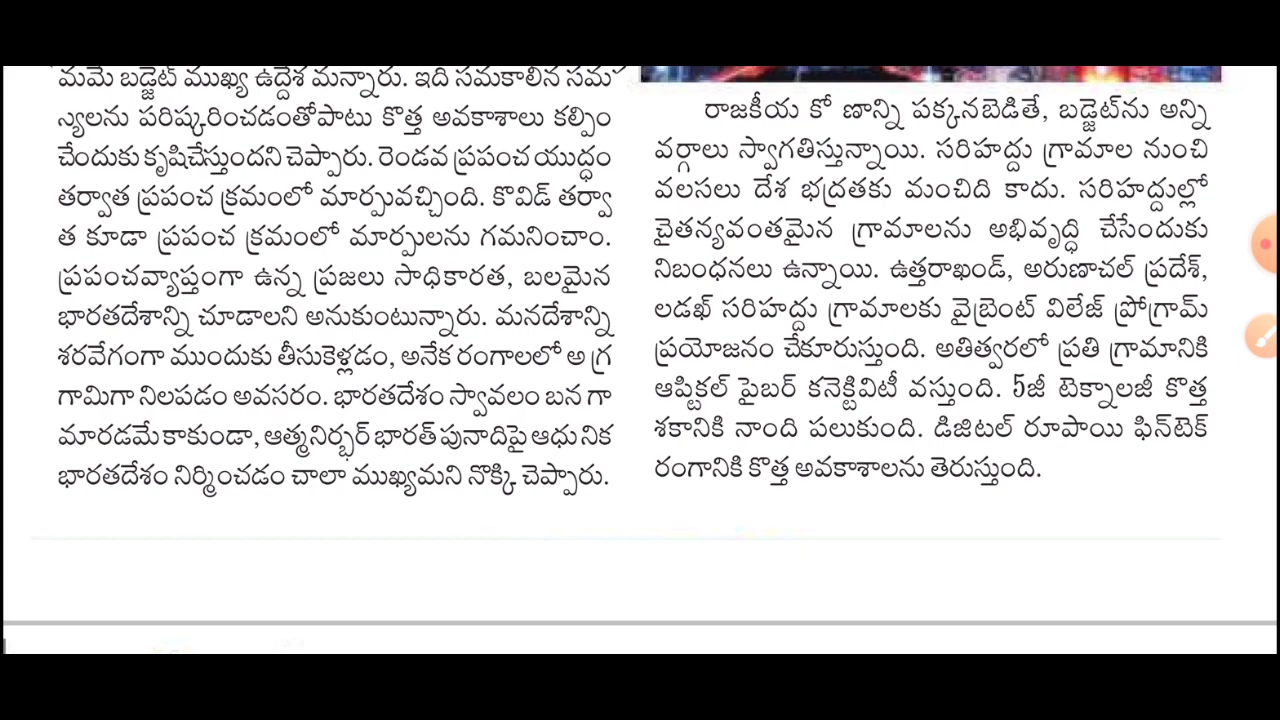 మమే బడ్జెట్ ముఖ్య ఉద్దేశ మన్నారు. ఇది సమకాలీన సమ
స్యలను పరిష్కరించడంతోపాటు కొత్త అవకాశాలు కల్పిం
చేందుకు కృషిచేస్తుందని చెప్పారు. రెండవ ప్రపంచ యుద్ధం
తర్వాత ప్రపంచ క్రమంలో మార్పువచ్చింది. కొవిడ్ తర్వా
త కూడా ప్రపంచ క్రమంలో మార్పులను గమనించాం.
ప్రపంచవ్యాప్తంగా ఉన్న ప్రజలు సాధికారత, బలమైన
భారతదేశాన్ని చూడాలని అనుకుంటున్నారు. మనదేశాన్ని
శరవేగంగా ముందుకు తీసుకెళ్లడం, అనేక రంగాలలో అ గ్ర
గామిగా నిలపడం అవసరం. భారతదేశం స్వావలం బన గా
మారడమే కాకుండా, ఆత్మనిర్భర్ భారత్ పునాదిపై ఆధు నిక
భారతదేశం నిర్మించడం చాలా ముఖ్యమని నొక్కి చెప్పారు.
రాజకీయ కో ణాన్ని పక్కనబెడితే, బడ్జెట్‌ను అన్ని
వర్గాలు స్వాగతిస్తున్నాయి. సరిహద్దు గ్రామాల నుంచి
వలసలు దేశ భద్రతకు మంచిది కాదు. సరిహద్దుల్లో
చైతన్యవంతమైన గ్రామాలను అభివృద్ధి చేసేందుకు
నిబంధనలు ఉన్నాయి. ఉత్తరాఖండ్, అరుణాచల్ ప్రదేశ్,
లడఖ్ సరిహద్దు గ్రామాలకు వైబ్రెంట్ విలేజ్ ప్రోగ్రామ్
ప్రయోజనం చేకూరుస్తుంది. అతిత్వరలో ప్రతి గ్రామానికి
ఆప్టికల్ ఫైబర్ కనెక్టివిటీ వస్తుంది. 5జీ టెక్నాలజీ కొత్త
శకానికి నాంది పలుకుంది. డిజిటల్ రూపాయి ఫిన్‌టెక్
రంగానికి కొత్త అవకాశాలను తెరుస్తుంది.